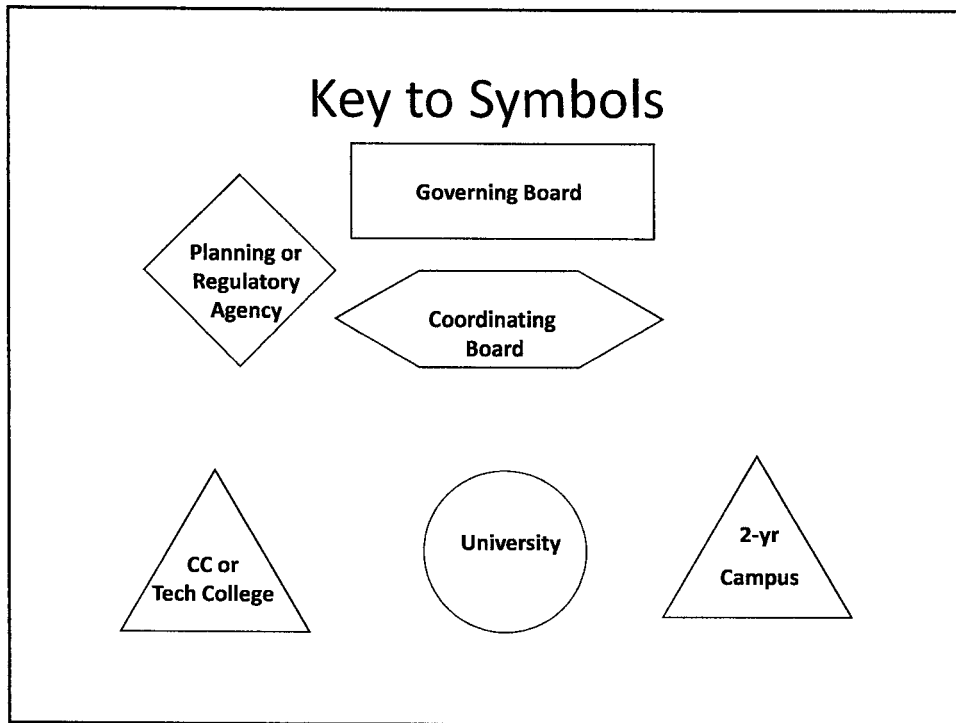 Key to Symbols
Governing Board
Planning or
Regulatory
Agency
Coordinating
Board
CC or
Tech College
University
2-yr
Campus